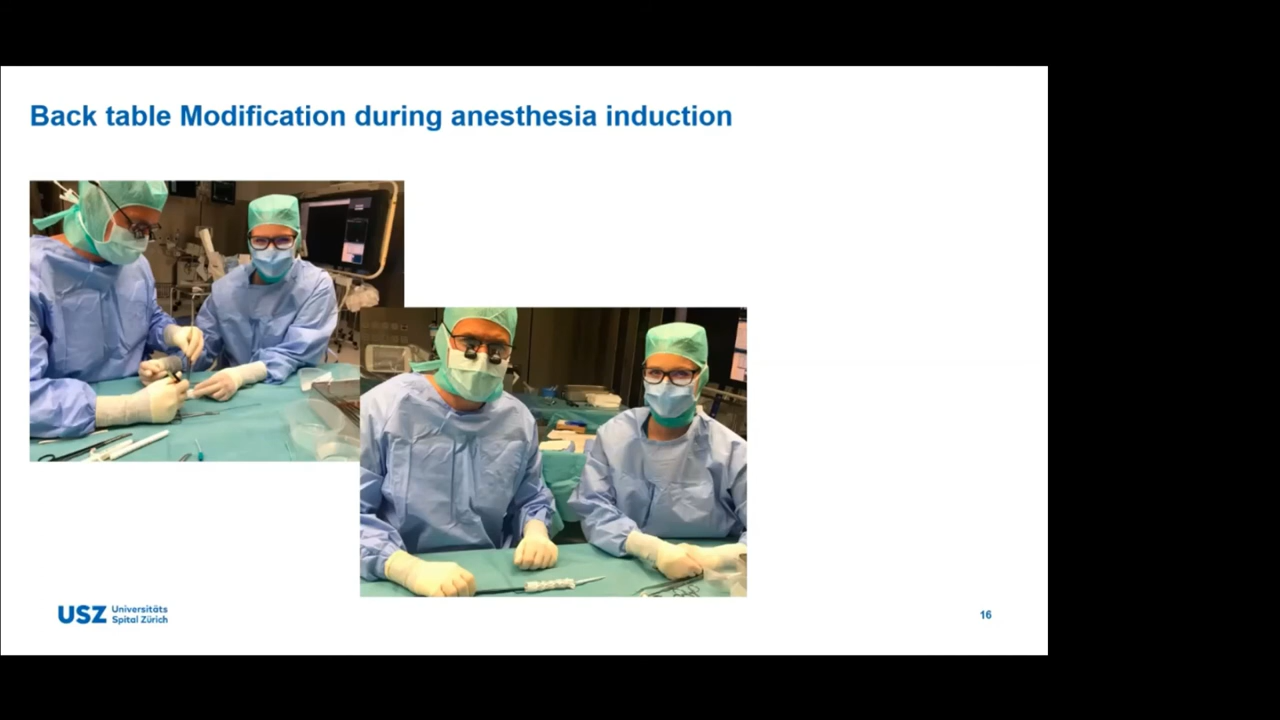 Back table Modification during anesthesia induction
USZ Universitäts
Spital Zürich
16